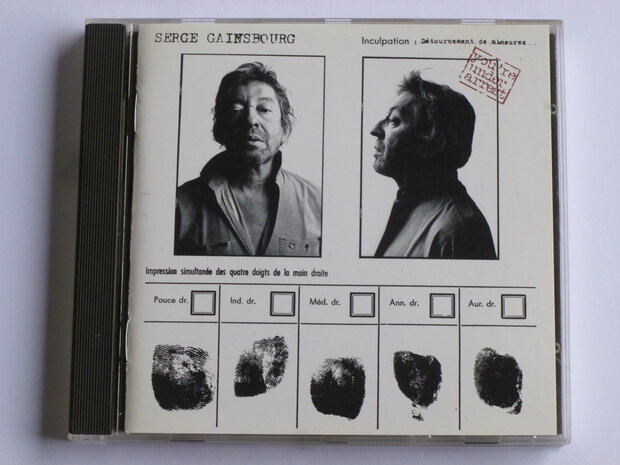 SERGE GAINSBOURG
Inculpation : Détournement de mineures..
you're
under
arrest
Impression simultanée des quatre doigts de la main droite
Pouce dr.
Ind. dr.
Méd. dr.
Ann. dr.
Aur. dr.